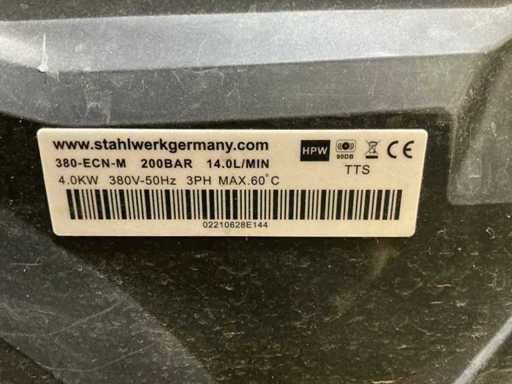 www.stahlwerkgermany.com
380-ECN-M 200BAR 14.0L/MIN
4.0KW 380V-50Hz 3PH MAX.60°C
02210628E144
HPW
90DB
TTS
CE